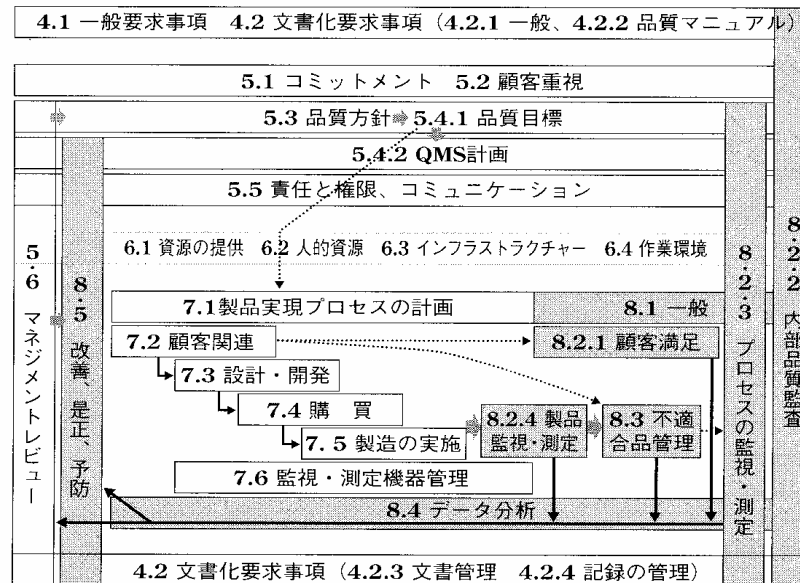 4.1 一般要求事項 4.2 文書化要求事項（4.2.1 一般、4.2.2 品質マニュアル）
5.1 コミットメント 5.2 顧客重視
5.3 品質方針 5.4.1 品質目標
5.4.2 QMS計画
5.5 責任と権限、コミュニケーション
6.1 資源の提供 6.2 人的資源 6.3 インフラストラクチャー 6.4 作業環境
5・6 マネジメントレビュー
8・5 改善、是正、予防
7.1製品実現プロセスの計画
8.1 一般
7.2 顧客関連
8.2.1 顧客満足
7.3 設計・開発
7.4 購 買
7.5 製造の実施
8.2.4 製品
監視・測定
8.3 不適
合品管理
7.6 監視・測定機器管理
8.4 データ分析
8・2・3 プロセスの監視・測定
8・2・2 内部品質監査
4.2 文書化要求事項（4.2.3 文書管理 4.2.4 記録の管理）